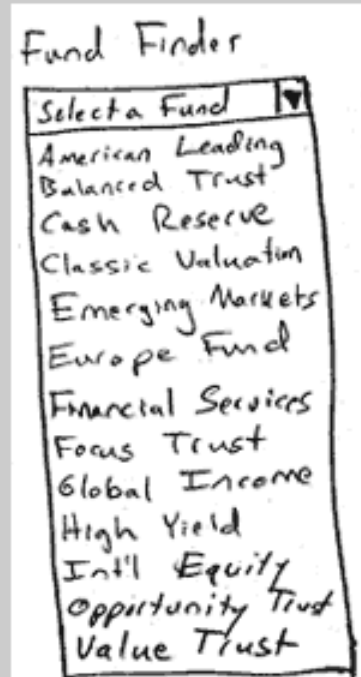 Fund Finder
Select a Fund
American Leading
Balanced Trust
Cash Reserve
Classic Valuation
Emerging Markets
Europe Fund
Financial Services
Focus Trust
Global Income
High Yield
Int'l Equity
Opportunity Trust
Value Trust